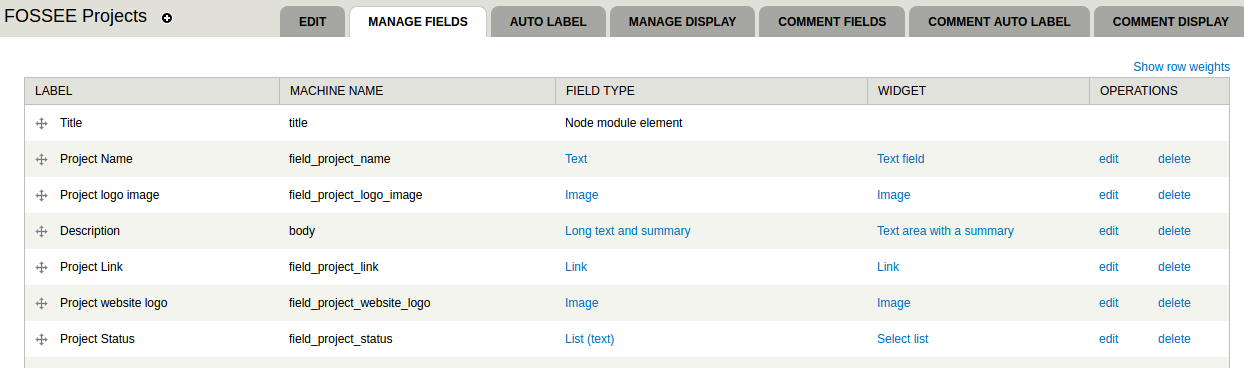 FOSSEE Projects
EDIT MANAGE FIELDS AUTO LABEL MANAGE DISPLAY COMMENT FIELDS COMMENT AUTO LABEL COMMENT DISPLAY
Show row weights
LABEL MACHINE NAME FIELD TYPE WIDGET OPERATIONS
Title title Node module element
Project Name field_project_name Text Text field edit delete
Project logo image field_project_logo_image Image Image edit delete
Description body Long text and summary Text area with a summary edit delete
Project Link field_project_link Link Link edit delete
Project website logo field_project_website_logo Image Image edit delete
Project Status field_project_status List (text) Select list edit delete